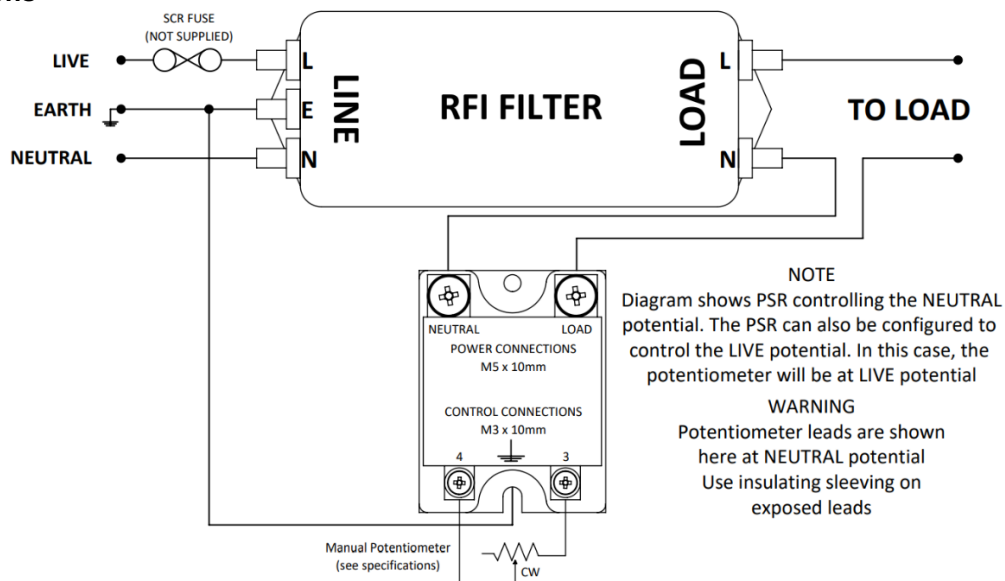 SCR FUSE
(NOT SUPPLIED)
LIVE
EARTH
NEUTRAL
L
E
N
LINE
RFI FILTER
LOAD
L
N
TO LOAD
NEUTRAL
LOAD
POWER CONNECTIONS
M5 x 10mm
CONTROL CONNECTIONS
M3 x 10mm
4
3
Manual Potentiometer
(see specifications)
CW
NOTE
Diagram shows PSR controlling the NEUTRAL
potential. The PSR can also be configured to
control the LIVE potential. In this case, the
potentiometer will be at LIVE potential
WARNING
Potentiometer leads are shown
here at NEUTRAL potential
Use insulating sleeving on
exposed leads